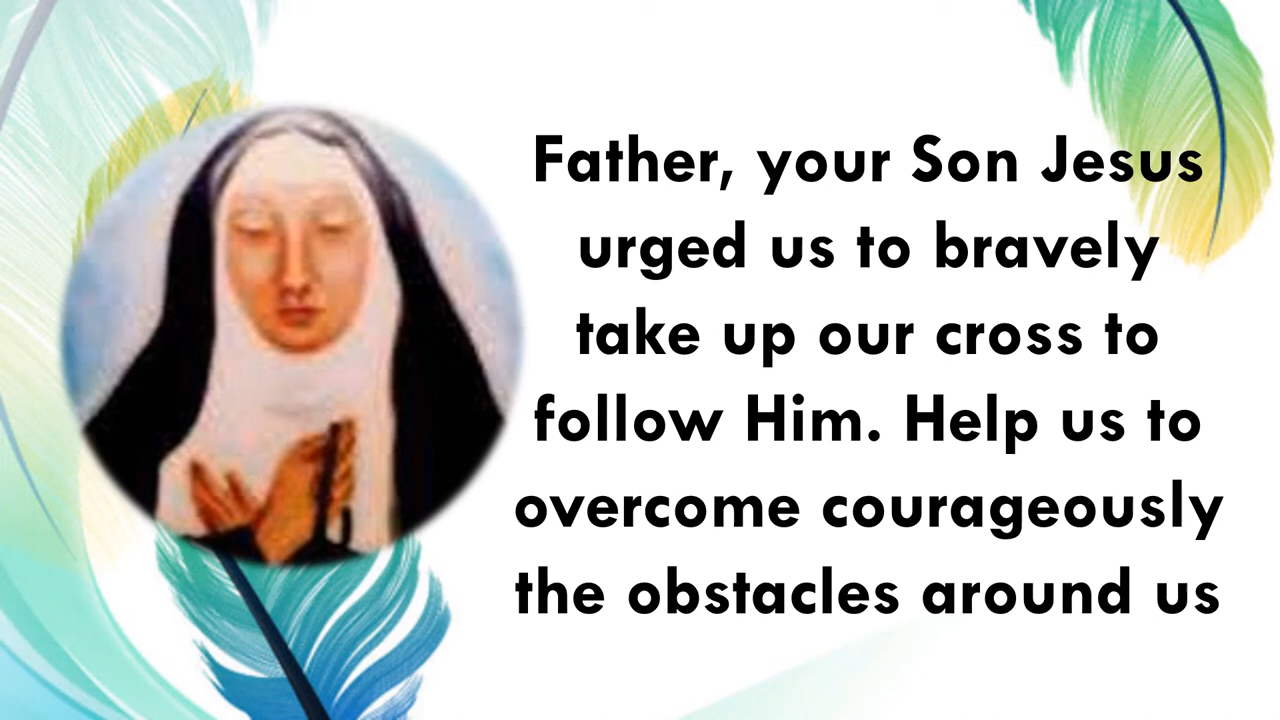 Father, your Son Jesus
urged us to bravely
take up our cross to
follow Him. Help us to
overcome courageously
the obstacles around us